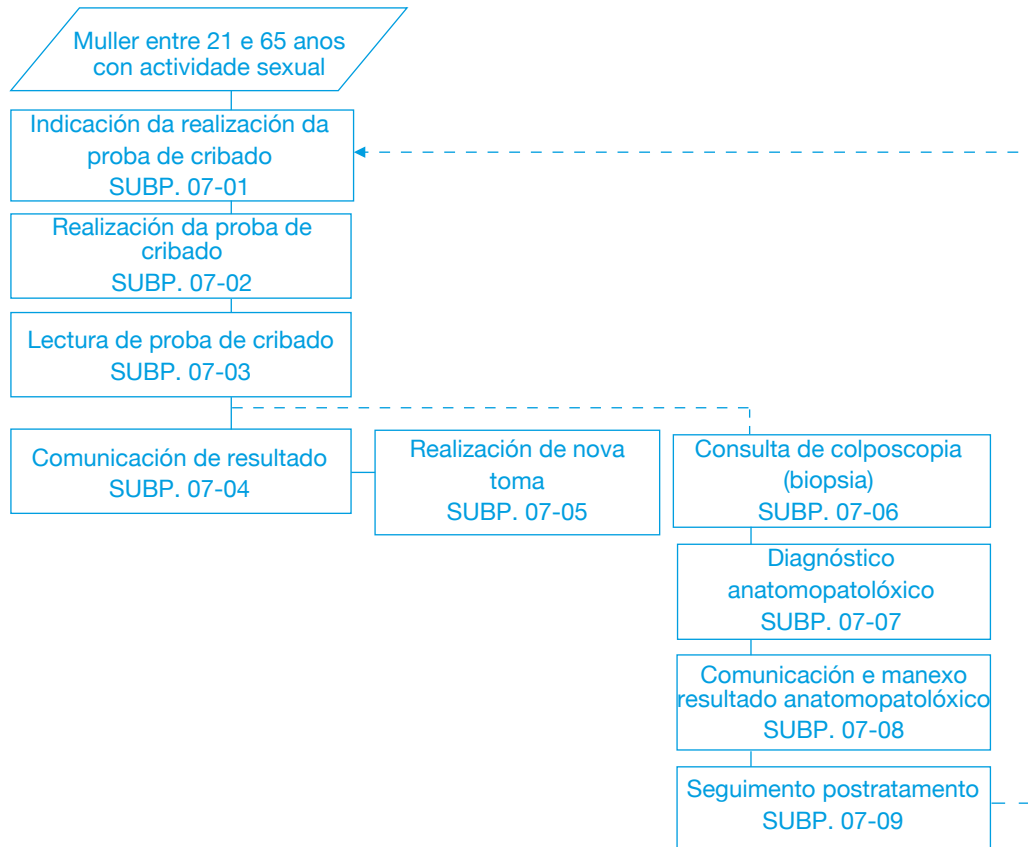 Muller entre 21 e 65 anos
con actividade sexual
Indicación da realización da
proba de cribado
SUBP. 07-01
Realización da proba de
cribado
SUBP. 07-02
Lectura de proba de cribado
SUBP. 07-03
Comunicación de resultado
SUBP. 07-04
Realización de nova
toma
SUBP. 07-05
Consulta de colposcopia
(biopsia)
SUBP. 07-06
Diagnóstico
anatomopatolóxico
SUBP. 07-07
Comunicación e manexo
resultado anatomopatolóxico
SUBP. 07-08
Seguimento postratamento
SUBP. 07-09